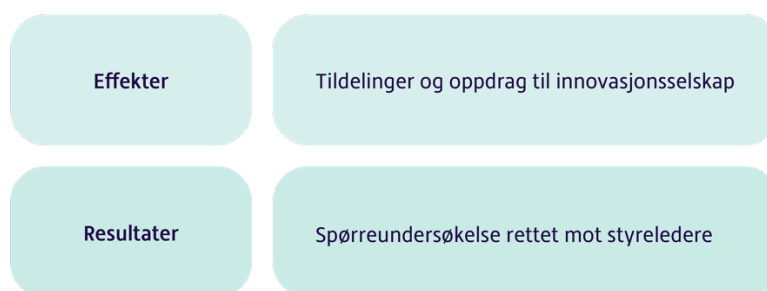 Effekter
Tildelinger og oppdrag til innovasjonsselskap
Resultater
Spørreundersøkelse rettet mot styreledere